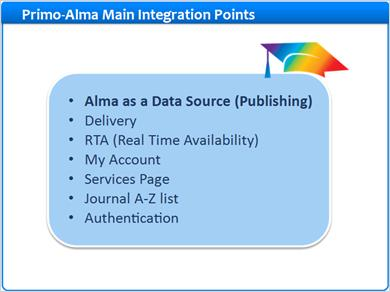 Primo-Alma Main Integration Points
• Alma as a Data Source (Publishing)
• Delivery
• RTA (Real Time Availability)
• My Account
• Services Page
• Journal A-Z list
• Authentication